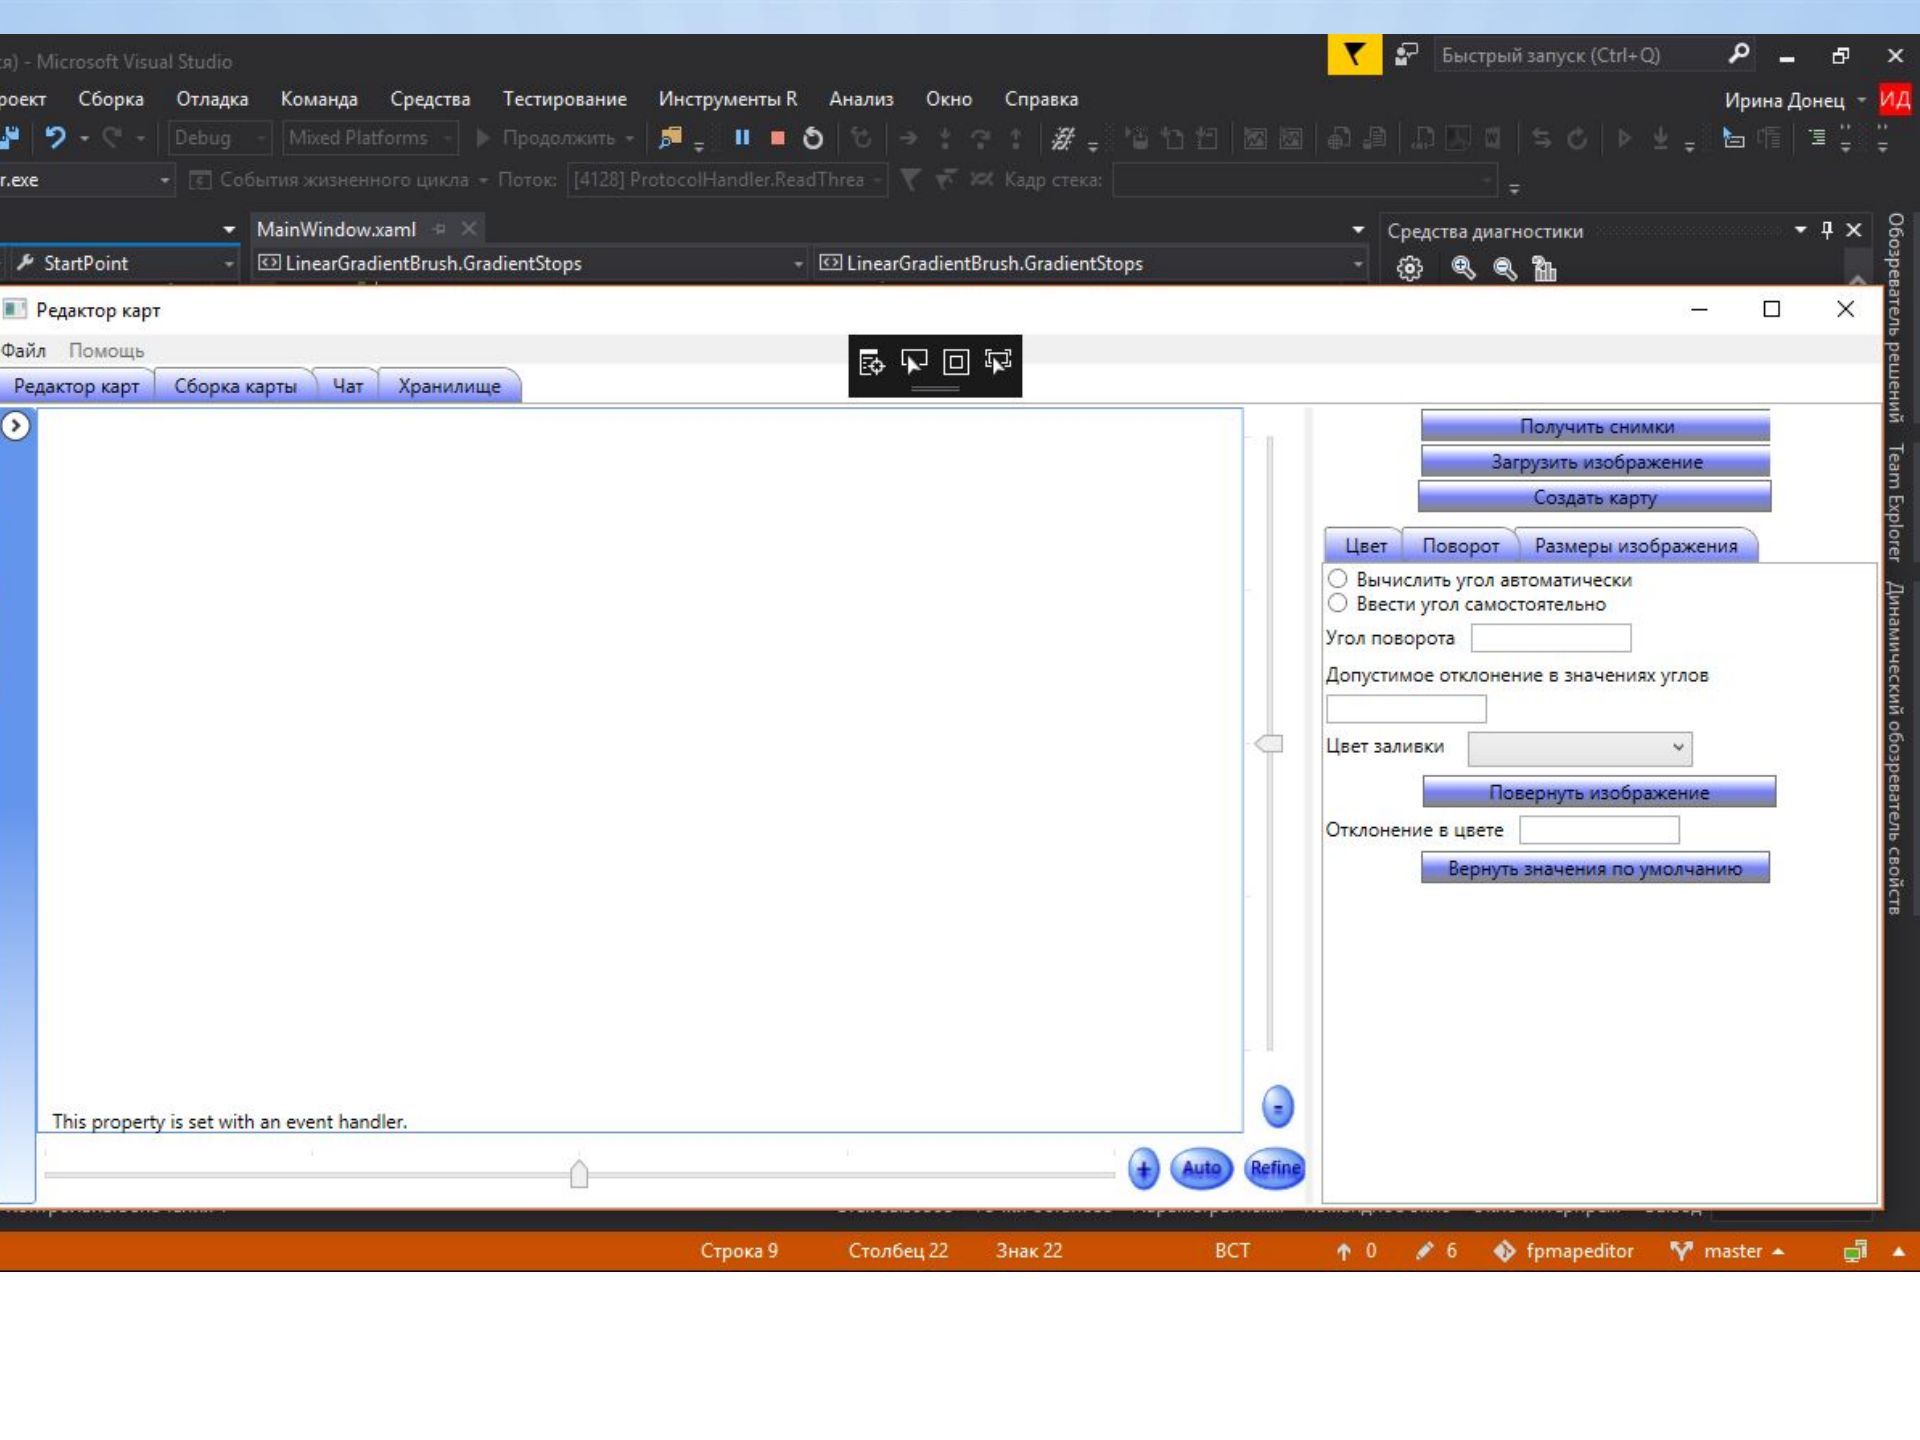 ся) - Microsoft Visual Studio
Быстрый запуск (Ctrl+Q)
роект Сборка Отладка Команда Средства Тестирование Инструменты R Анализ Окно Справка
Ирина Донец ИД
Debug Mixed Platforms Продолжить
r.exe События жизненного цикла Поток: [4128] ProtocolHandler.ReadThrea Кадр стека:
MainWindow.xaml
Средства диагностики
StartPoint LinearGradientBrush.GradientStops LinearGradientBrush.GradientStops
Обозреватель решений
Team Explorer
Динамический обозреватель свойств
Редактор карт
Файл Помощь
Редактор карт Сборка карты Чат Хранилище
Получить снимки
Загрузить изображение
Создать карту
Цвет Поворот Размеры изображения
Вычислить угол автоматически
Ввести угол самостоятельно
Угол поворота
Допустимое отклонение в значениях углов
Цвет заливки
Повернуть изображение
Отклонение в цвете
Вернуть значения по умолчанию
This property is set with an event handler.
-
+ Auto Refine
Строка 9 Столбец 22 Знак 22 ВСТ 0 6 fpmapeditor master